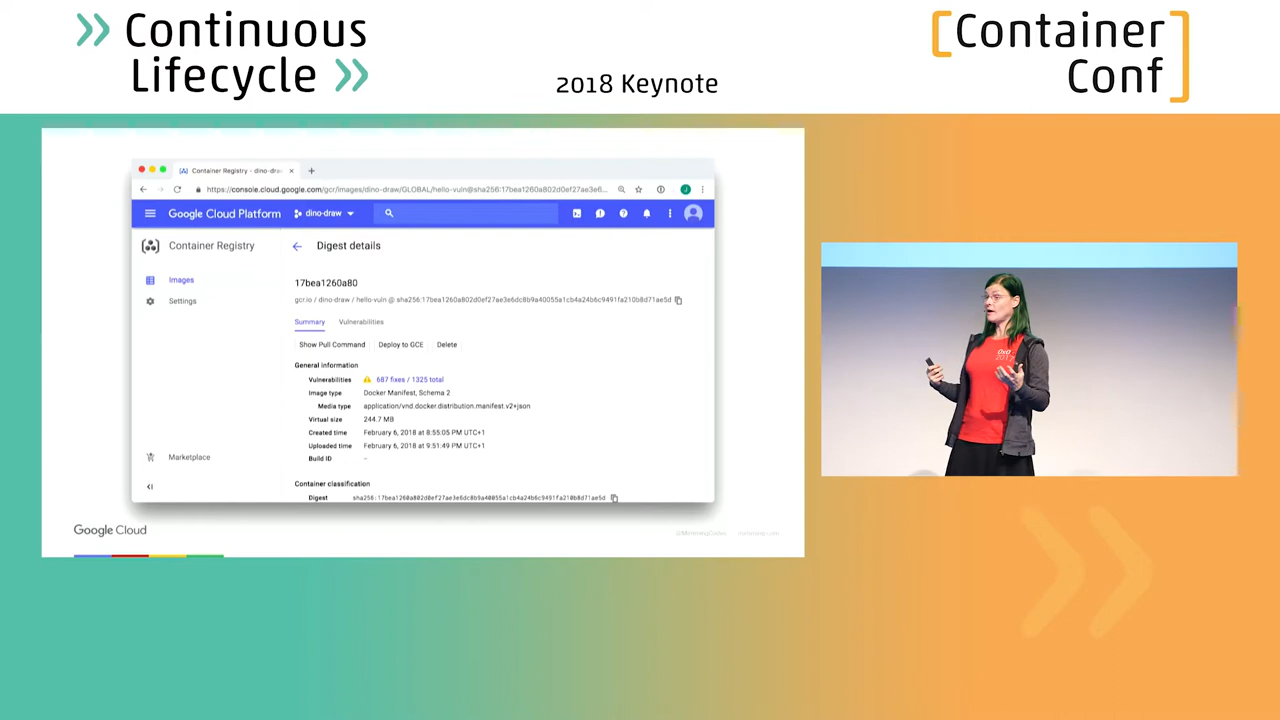 Continuous
Lifecycle
2018 Keynote
Container
Conf
Container Registry - dino-dra
https://console.cloud.google.com/gcr/images/dino-draw/GLOBAL/hello-vuln@sha256:17bea1260a802d0ef27ae3e6...
Google Cloud Platform
dino-draw
Container Registry
Digest details
Images
Settings
17bea1260a80
gcr.io / dino-draw / hello-vuln @ sha256:17bea1260a802d0ef27ae3e6dc8b9a40055a1cb4a24b6c9491fa210b8d71ae5d
Summary
Vulnerabilities
Show Pull Command
Deploy to GCE
Delete
General information
Vulnerabilities 687 fixes / 1325 total
Image type Docker Manifest, Schema 2
Media type application/vnd.docker.distribution.manifest.v2+json
Virtual size 244.7 MB
Created time February 6, 2018 at 8:55:05 PM UTC+1
Uploaded time February 6, 2018 at 9:51:49 PM UTC+1
Build ID –
Marketplace
Container classification
Digest sha256:17bea1260a802d0ef27ae3e6dc8b9a40055a1cb4a24b6c9491fa210b8d71ae5d
Google Cloud
2017